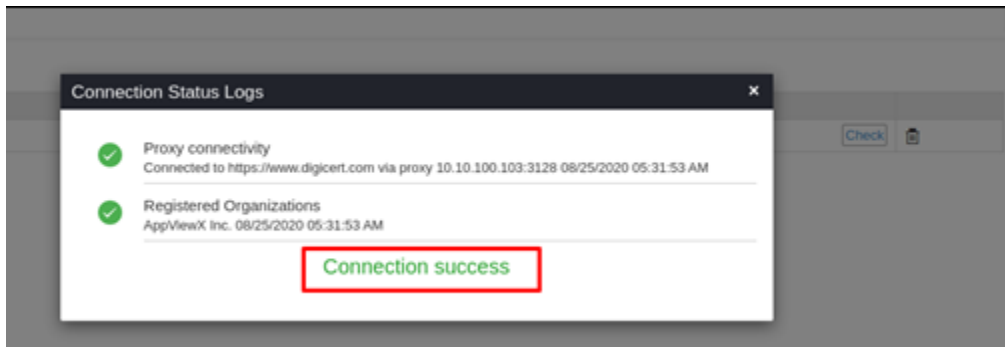 Connection Status Logs
×
Check
Proxy connectivity
Connected to https://www.digicert.com via proxy 10.10.100.103:3128 08/25/2020 05:31:53 AM
Registered Organizations
AppViewX Inc. 08/25/2020 05:31:53 AM
Connection success